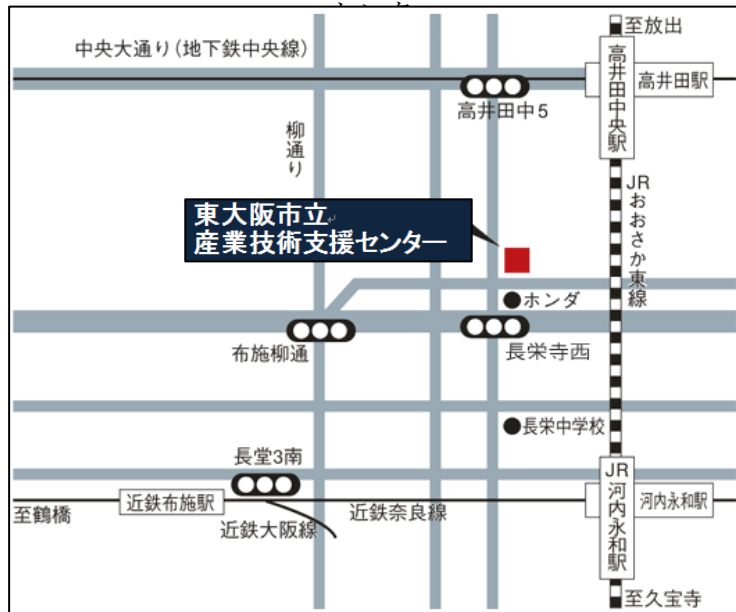 至放出
中央大通り(地下鉄中央線)
高井田中央駅
高井田駅
高井田中5
柳通り
JRおおさか東線
東大阪市立
産業技術支援センター
ホンダ
布施柳通
長栄寺西
長栄中学校
長堂3南
JR河内永和駅
河内永和駅
近鉄布施駅
至鶴橋
近鉄大阪線
近鉄奈良線
至久宝寺